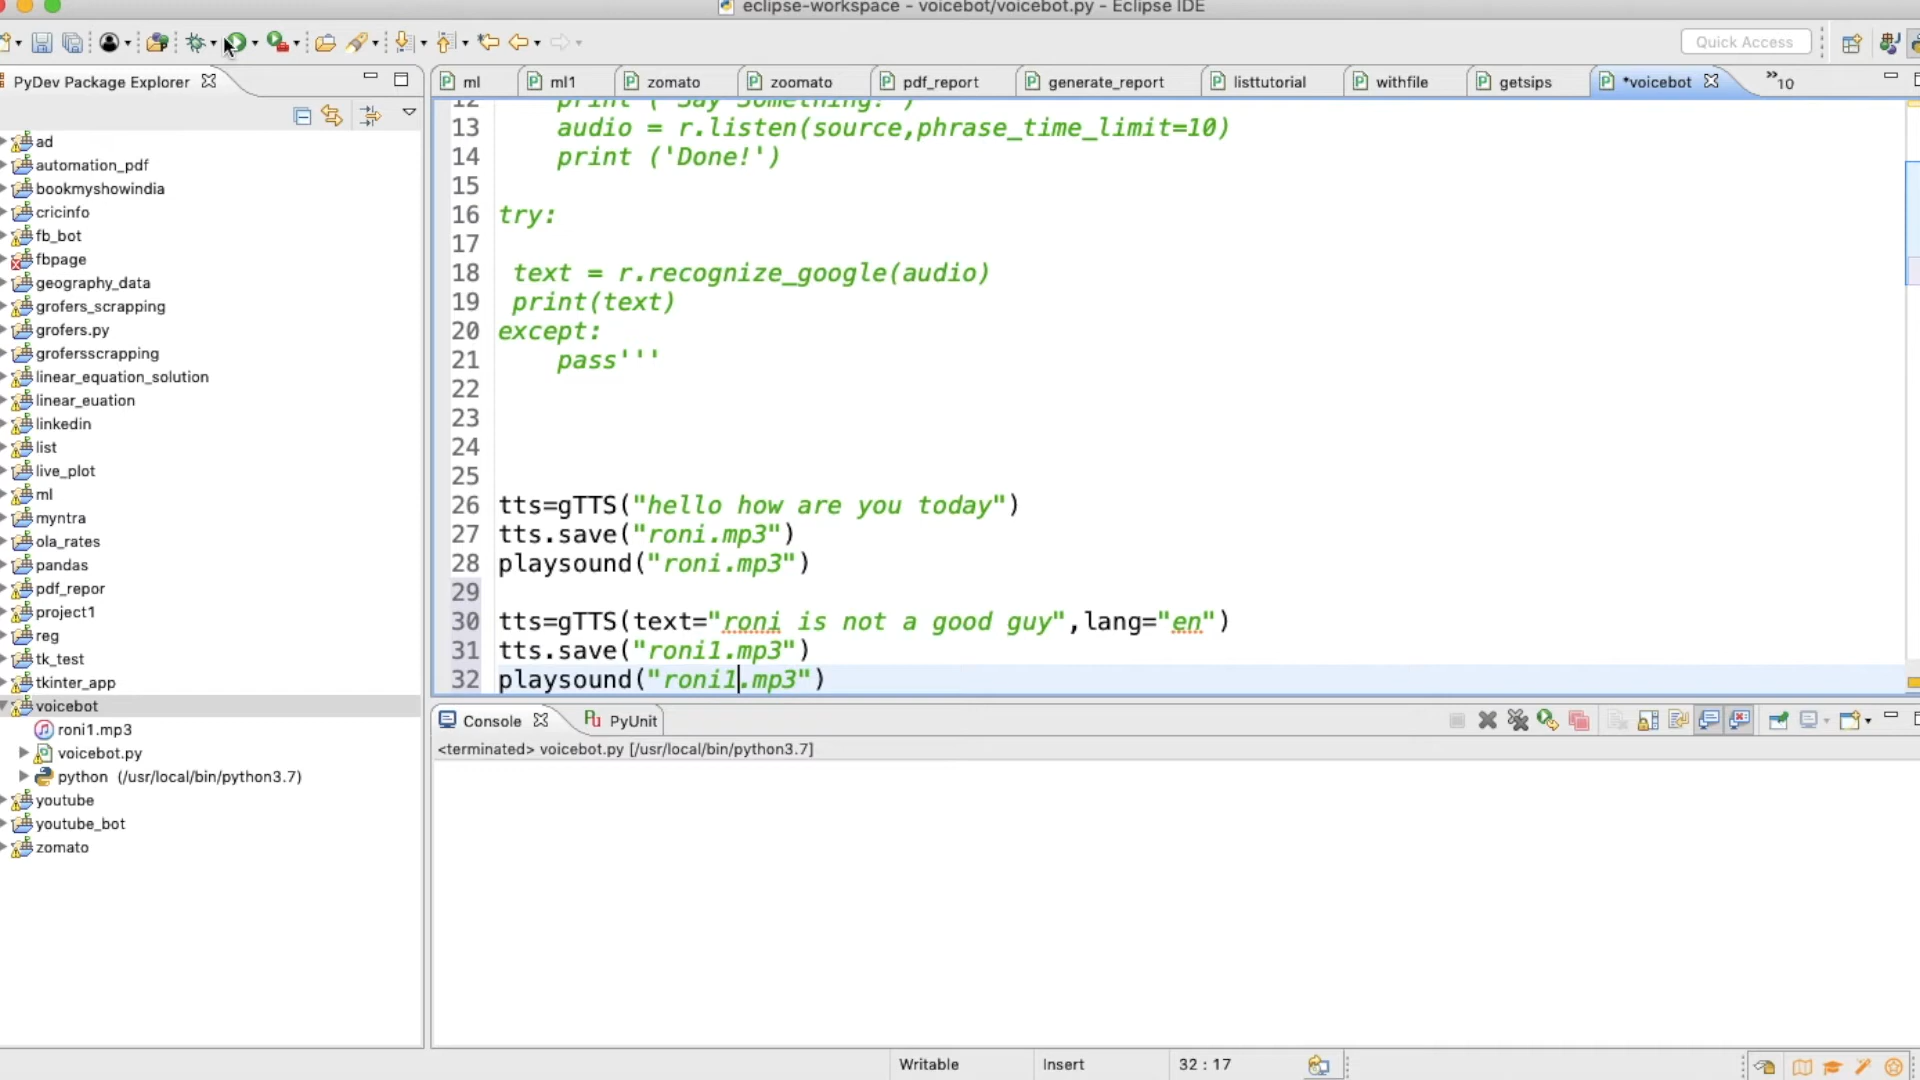 eclipse-workspace - voicebot/voicebot.py - Eclipse IDE
Quick Access
PyDev Package Explorer
ml
ml1
zomato
zoomato
pdf_report
generate_report
listtutorial
withfile
getsips
*voicebot
»10
ad
automation_pdf
bookmyshowindia
cricinfo
fb_bot
fbpage
geography_data
grofers_scrapping
grofers.py
grofersscrapping
linear_equation_solution
linear_euation
linkedin
list
live_plot
ml
myntra
ola_rates
pandas
pdf_repor
project1
reg
tk_test
tkinter_app
voicebot
roni1.mp3
voicebot.py
python (/usr/local/bin/python3.7)
youtube
youtube_bot
zomato
12 print ('Say Something!')
13 audio = r.listen(source,phrase_time_limit=10)
14 print ('Done!')
15
16 try:
17
18 text = r.recognize_google(audio)
19 print(text)
20 except:
21 pass'''
22
23
24
25
26 tts=gTTS("hello how are you today")
27 tts.save("roni.mp3")
28 playsound("roni.mp3")
29
30 tts=gTTS(text="roni is not a good guy",lang="en")
31 tts.save("roni1.mp3")
32 playsound("roni1.mp3")
Console
PyUnit
<terminated> voicebot.py [/usr/local/bin/python3.7]
Writable
Insert
32 : 17